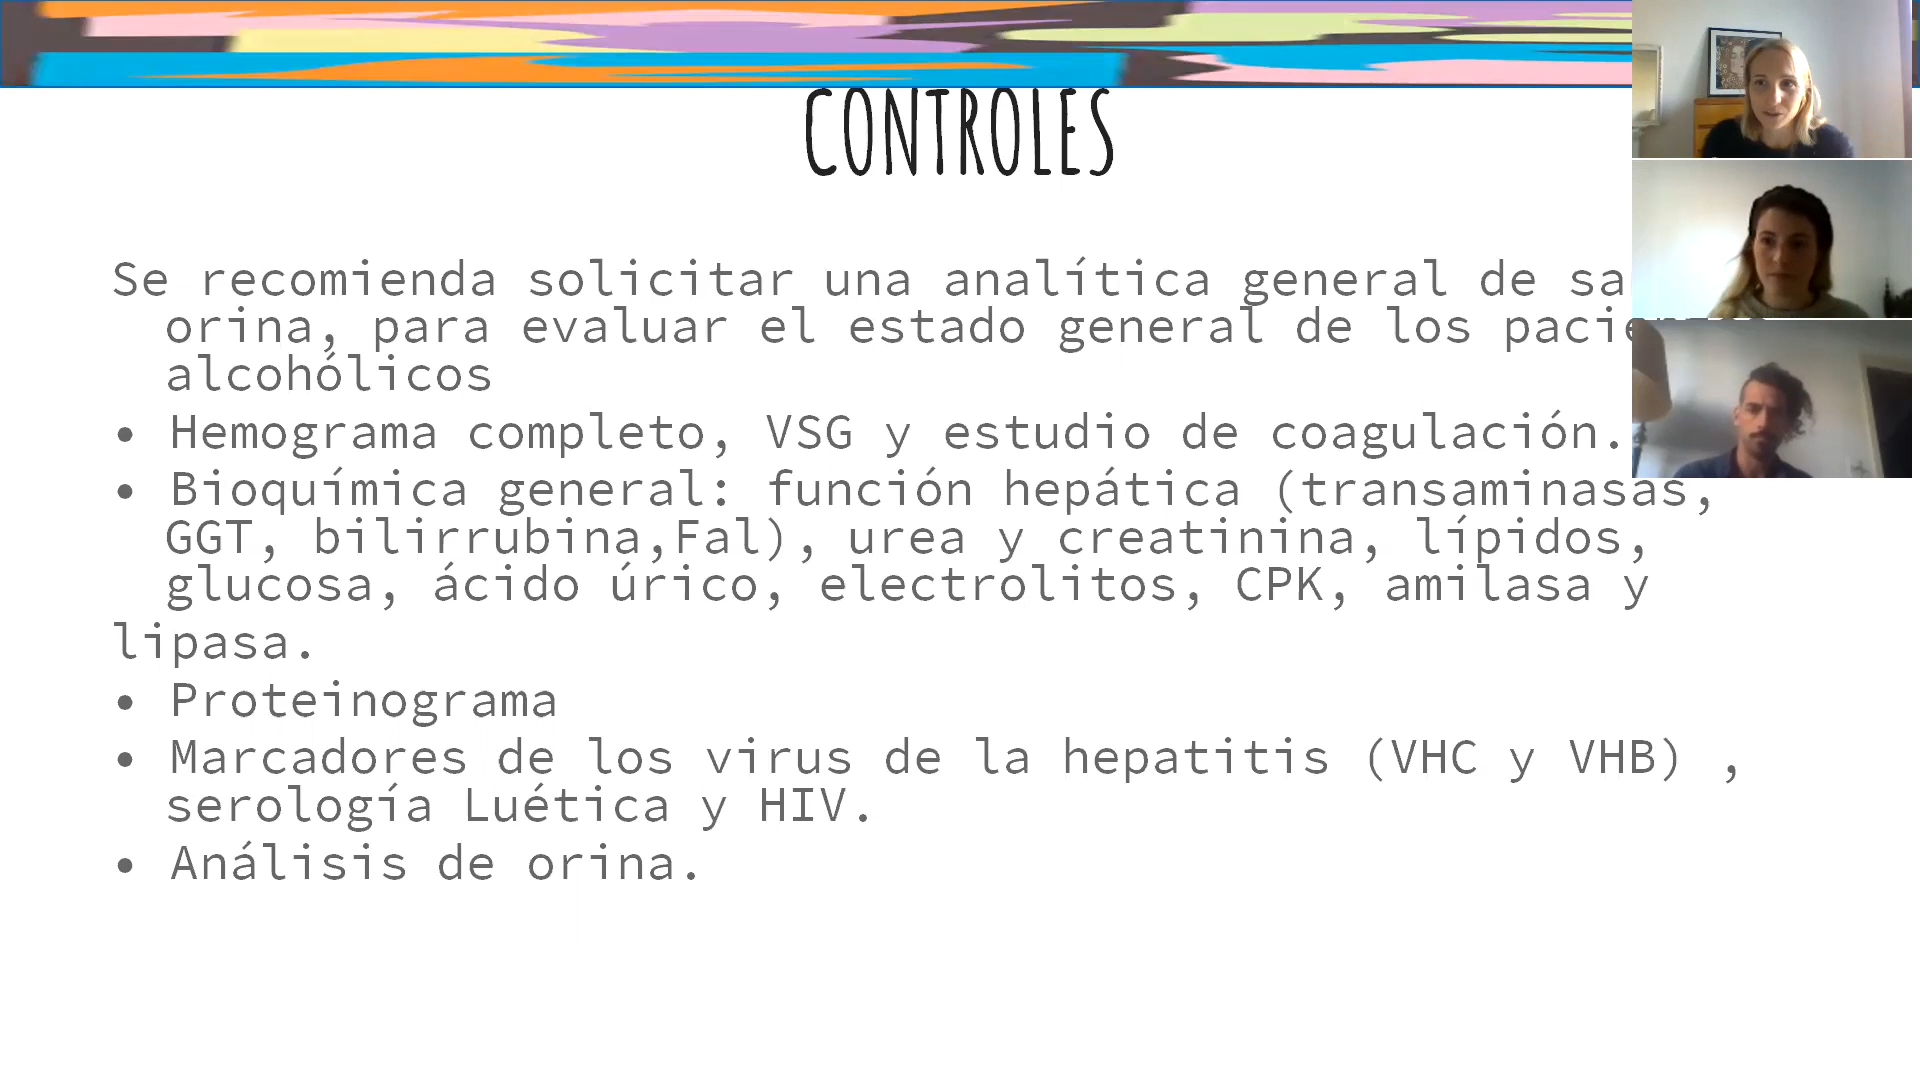 CONTROLES
Se recomienda solicitar una analítica general de
orina, para evaluar el estado general de los
alcohólicos
• Hemograma completo, VSG y estudio de coagulación.
• Bioquímica general: función hepática (transaminasas,
GGT, bilirrubina,Fal), urea y creatinina, lípidos,
glucosa, ácido úrico, electrolitos, CPK, amilasa y
lipasa.
• Proteinograma
• Marcadores de los virus de la hepatitis (VHC y VHB) ,
serología Luética y HIV.
• Análisis de orina.